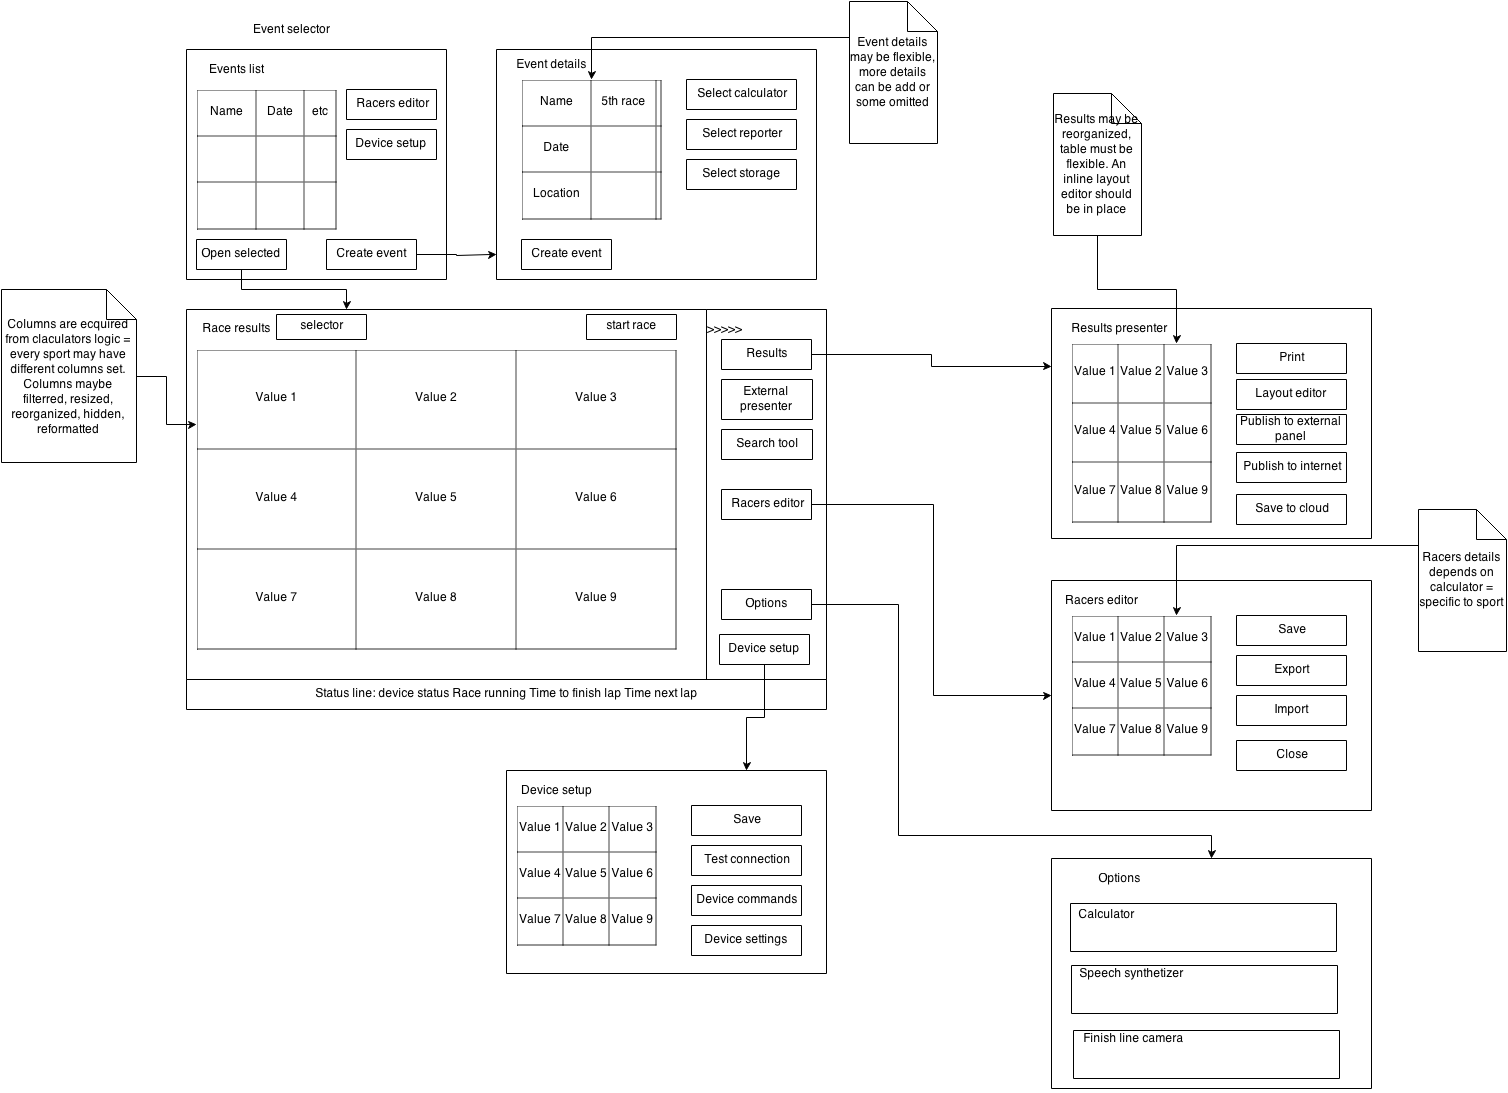 Event selector
Events list
Name
Date
etc
Racers editor
Device setup
Open selected
Create event
Event details
Name
5th race
Date
Location
Select calculator
Select reporter
Select storage
Create event
Event details
may be flexible,
more details
can be add or
some omitted
Results may be
reorganized,
table must be
flexible. An
inline layout
editor should
be in place
Columns are ecquired
from claculators logic =
every sport may have
different columns set.
Columns maybe
filterred, resized,
reorganized, hidden,
reformatted
Race results
selector
start race
>>>>>
Value 1
Value 2
Value 3
Value 4
Value 5
Value 6
Value 7
Value 8
Value 9
Results
External
presenter
Search tool
Racers editor
Options
Device setup
Status line: device status Race running Time to finish lap Time next lap
Results presenter
Value 1
Value 2
Value 3
Value 4
Value 5
Value 6
Value 7
Value 8
Value 9
Print
Layout editor
Publish to external
panel
Publish to internet
Save to cloud
Racers details
depends on
calculator =
specific to sport
Racers editor
Value 1
Value 2
Value 3
Value 4
Value 5
Value 6
Value 7
Value 8
Value 9
Save
Export
Import
Close
Device setup
Value 1
Value 2
Value 3
Value 4
Value 5
Value 6
Value 7
Value 8
Value 9
Save
Test connection
Device commands
Device settings
Options
Calculator
Speech synthetizer
Finish line camera